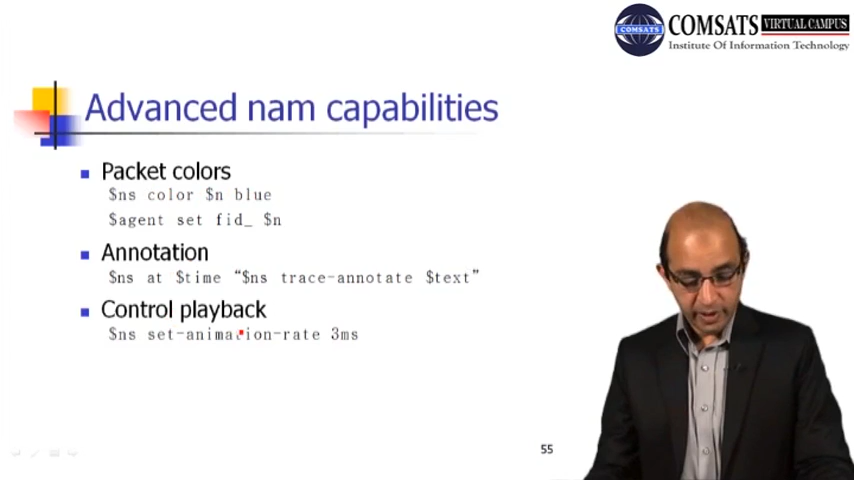 COMSATS VIRTUAL CAMPUS
COMSATS
Institute Of Information Technology
Advanced nam capabilities
Packet colors
$ns color $n blue
$agent set fid_ $n
Annotation
$ns at $time “$ns trace-annotate $text”
Control playback
$ns set-animation-rate 3ms
55